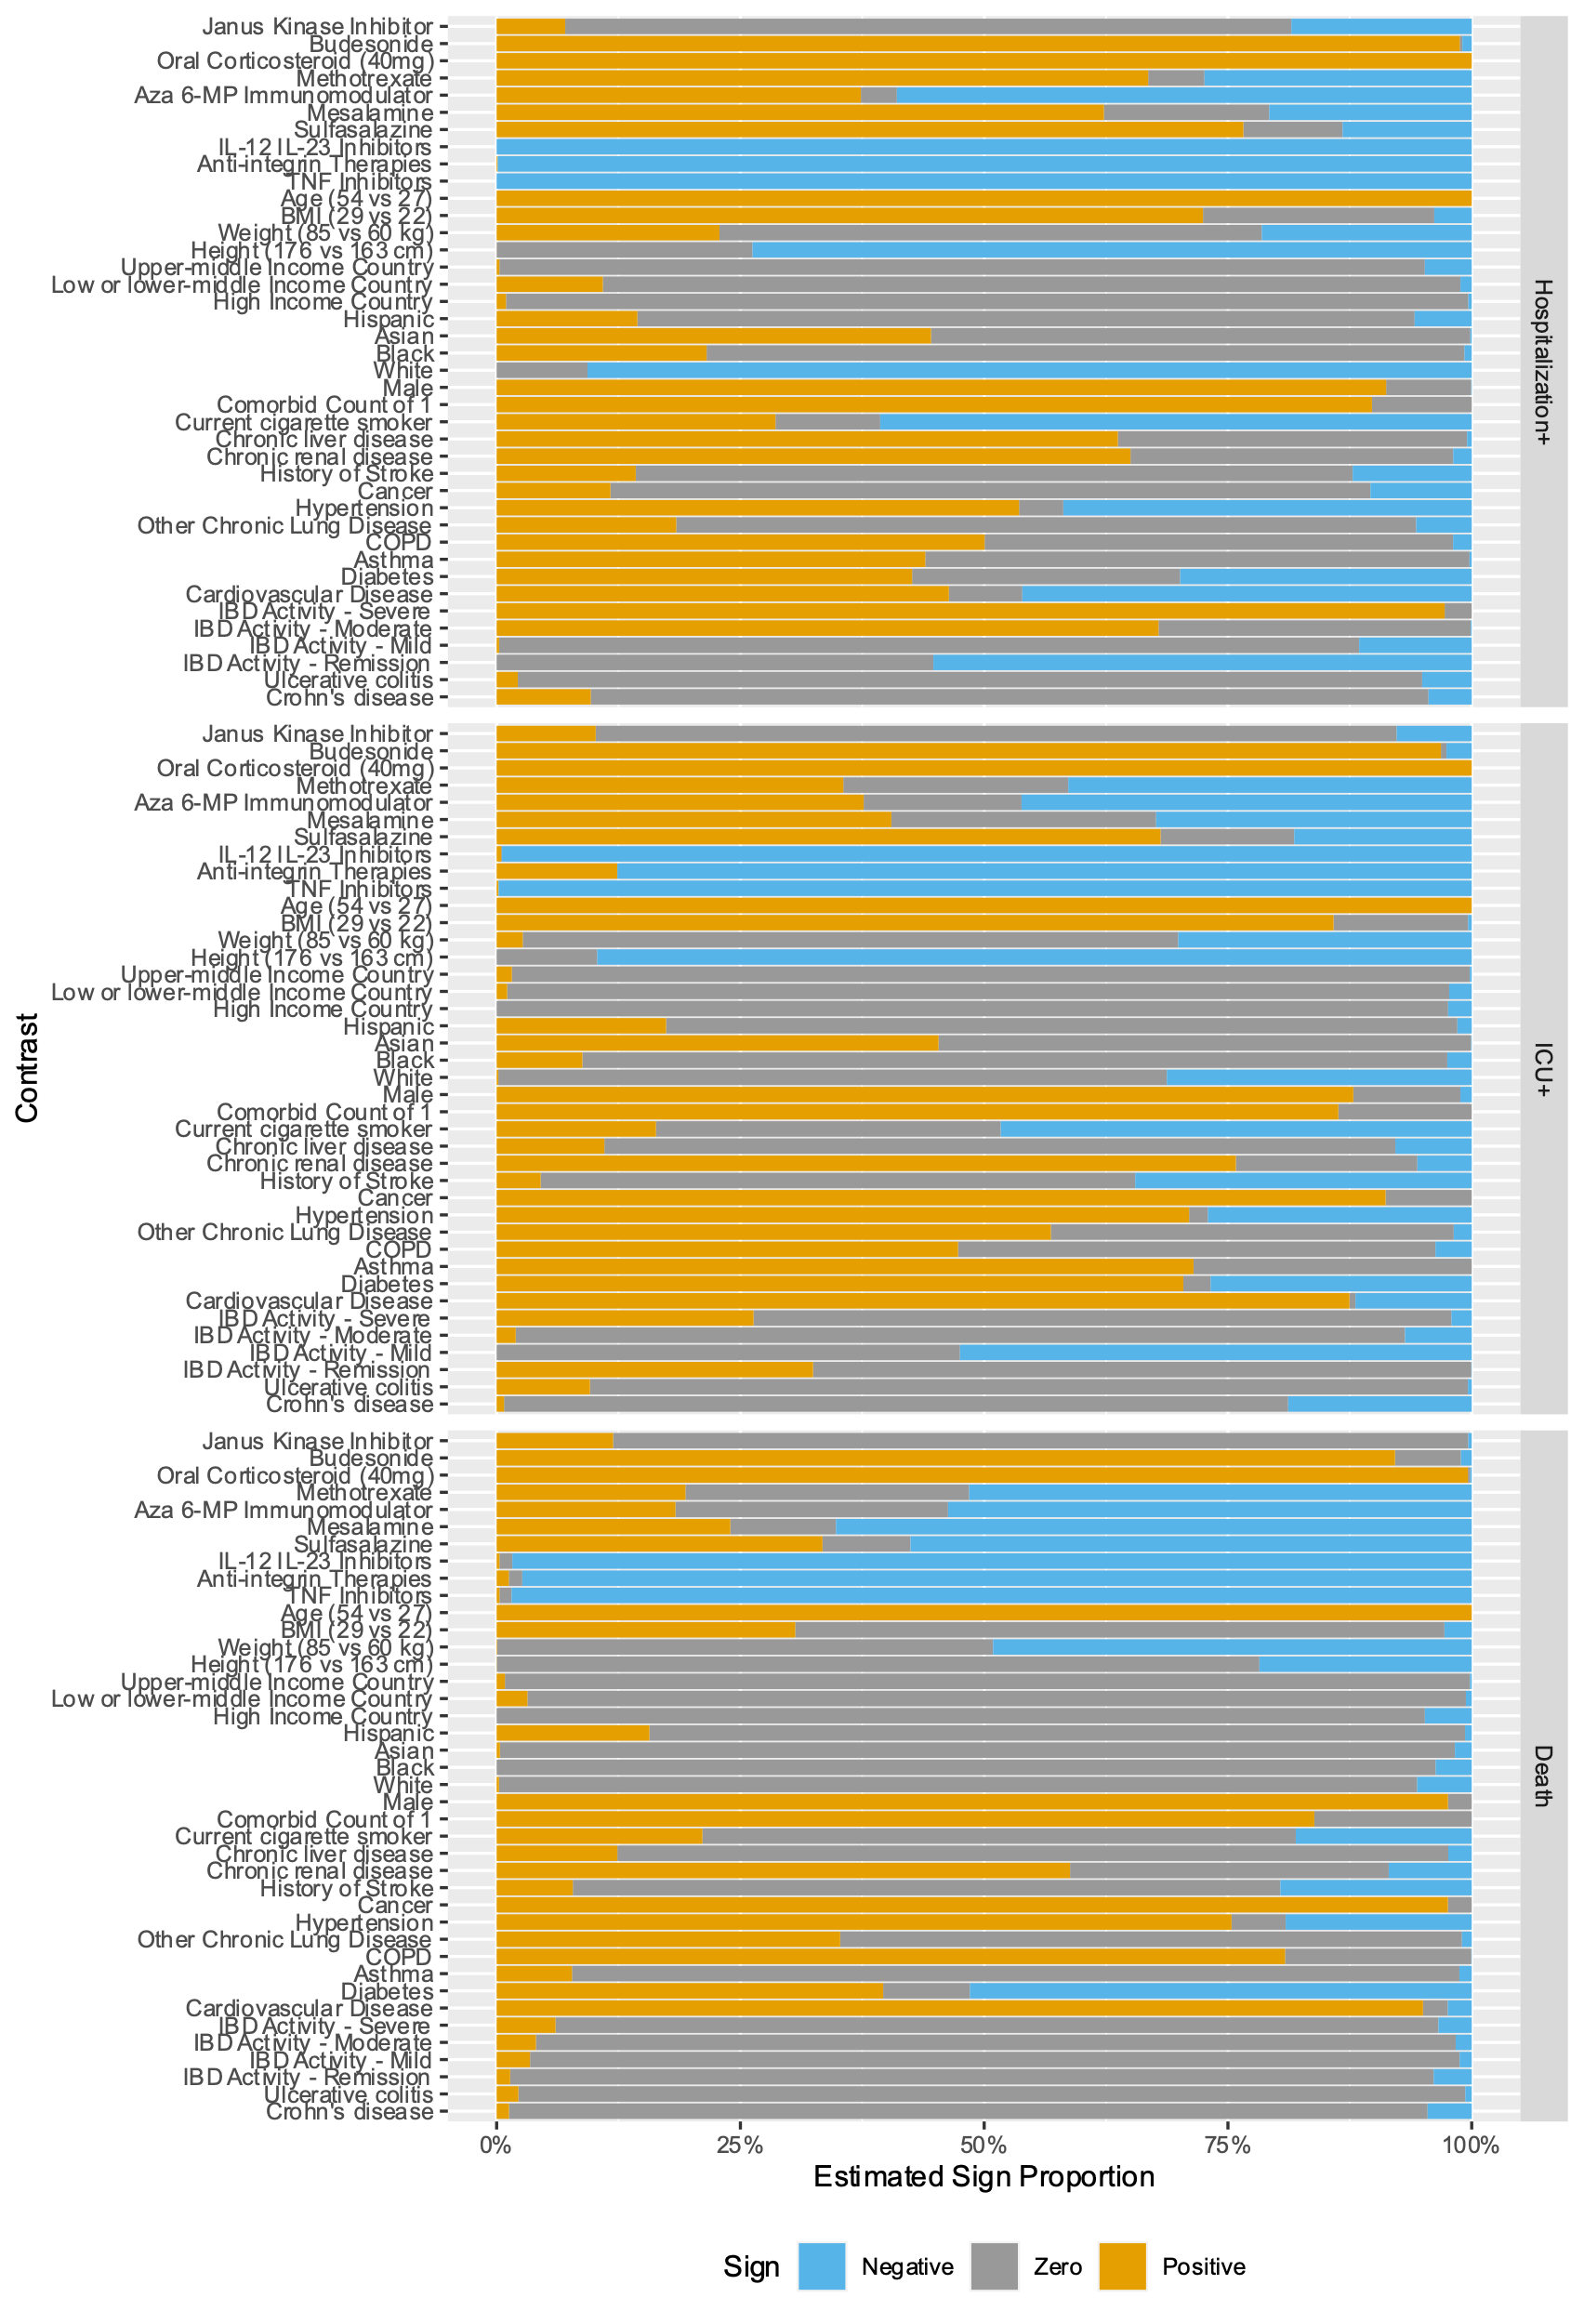 Janus Kinase Inhibitor
Budesonide
Oral Corticosteroid (40mg)
Methotrexate
Aza 6-MP Immunomodulator
Mesalamine
Sulfasalazine
IL-12 IL-23 Inhibitors
Anti-integrin Therapies
TNF Inhibitors
Age (54 vs 27)
BMI (29 vs 22)
Weight (85 vs 60 kg)
Height (176 vs 163 cm)
Upper-middle Income Country
Low or lower-middle Income Country
High Income Country
Hispanic
Asian
Black
White
Male
Comorbid Count of 1
Current cigarette smoker
Chronic liver disease
Chronic renal disease
History of Stroke
Cancer
Hypertension
Other Chronic Lung Disease
COPD
Asthma
Diabetes
Cardiovascular Disease
IBD Activity - Severe
IBD Activity - Moderate
IBD Activity - Mild
IBD Activity - Remission
Ulcerative colitis
Crohn's disease
Hospitalization+
Janus Kinase Inhibitor
Budesonide
Oral Corticosteroid (40mg)
Methotrexate
Aza 6-MP Immunomodulator
Mesalamine
Sulfasalazine
IL-12 IL-23 Inhibitors
Anti-integrin Therapies
TNF Inhibitors
Age (54 vs 27)
BMI (29 vs 22)
Weight (85 vs 60 kg)
Height (176 vs 163 cm)
Upper-middle Income Country
Low or lower-middle Income Country
High Income Country
Hispanic
Asian
Black
White
Male
Comorbid Count of 1
Current cigarette smoker
Chronic liver disease
Chronic renal disease
History of Stroke
Cancer
Hypertension
Other Chronic Lung Disease
COPD
Asthma
Diabetes
Cardiovascular Disease
IBD Activity - Severe
IBD Activity - Moderate
IBD Activity - Mild
IBD Activity - Remission
Ulcerative colitis
Crohn's disease
ICU+
Contrast
Janus Kinase Inhibitor
Budesonide
Oral Corticosteroid (40mg)
Methotrexate
Aza 6-MP Immunomodulator
Mesalamine
Sulfasalazine
IL-12 IL-23 Inhibitors
Anti-integrin Therapies
TNF Inhibitors
Age (54 vs 27)
BMI (29 vs 22)
Weight (85 vs 60 kg)
Height (176 vs 163 cm)
Upper-middle Income Country
Low or lower-middle Income Country
High Income Country
Hispanic
Asian
Black
White
Male
Comorbid Count of 1
Current cigarette smoker
Chronic liver disease
Chronic renal disease
History of Stroke
Cancer
Hypertension
Other Chronic Lung Disease
COPD
Asthma
Diabetes
Cardiovascular Disease
IBD Activity - Severe
IBD Activity - Moderate
IBD Activity - Mild
IBD Activity - Remission
Ulcerative colitis
Crohn's disease
Death
0% 25% 50% 75% 100%
Estimated Sign Proportion
Sign Negative Zero Positive